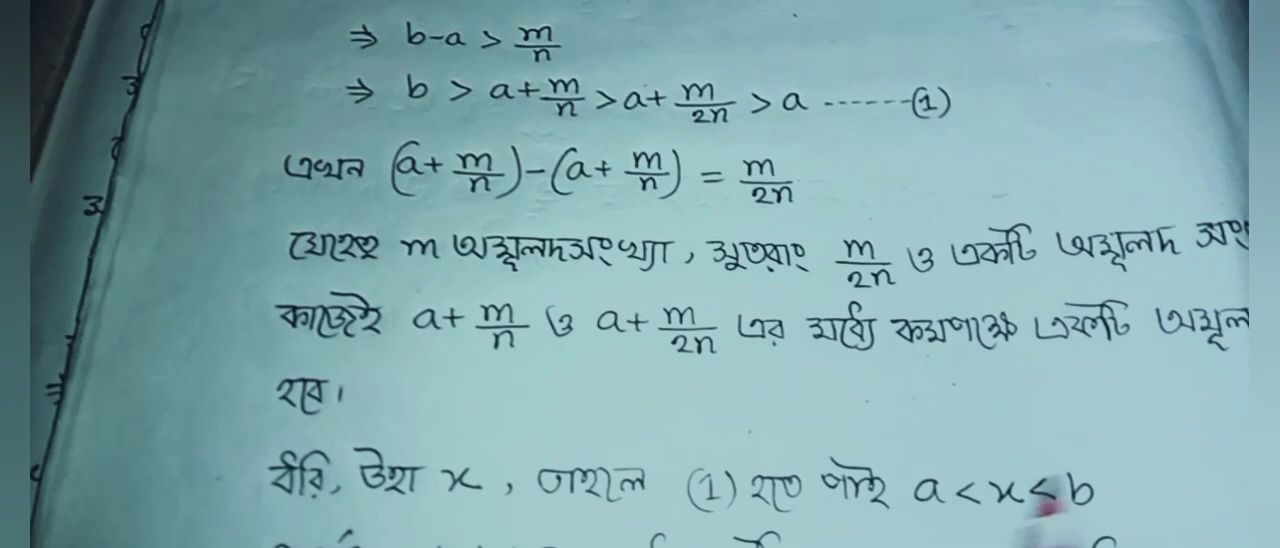 ⇒ b-a > m/n
⇒ b > a+m/n > a+m/2n > a ------(1)
এখন (a+m/n)-(a+m/n) = m/2n
যেহেতু m অমূলদসংখ্যা, সুতরাং m/2n ও একটি অমূলদ সং
কাজেই a+m/n ও a+m/2n এর মধ্যে কমপক্ষে একটি অমূল
হবে।
ধরি, উহা x, তাহলে (1) হতে পাই a<x<b